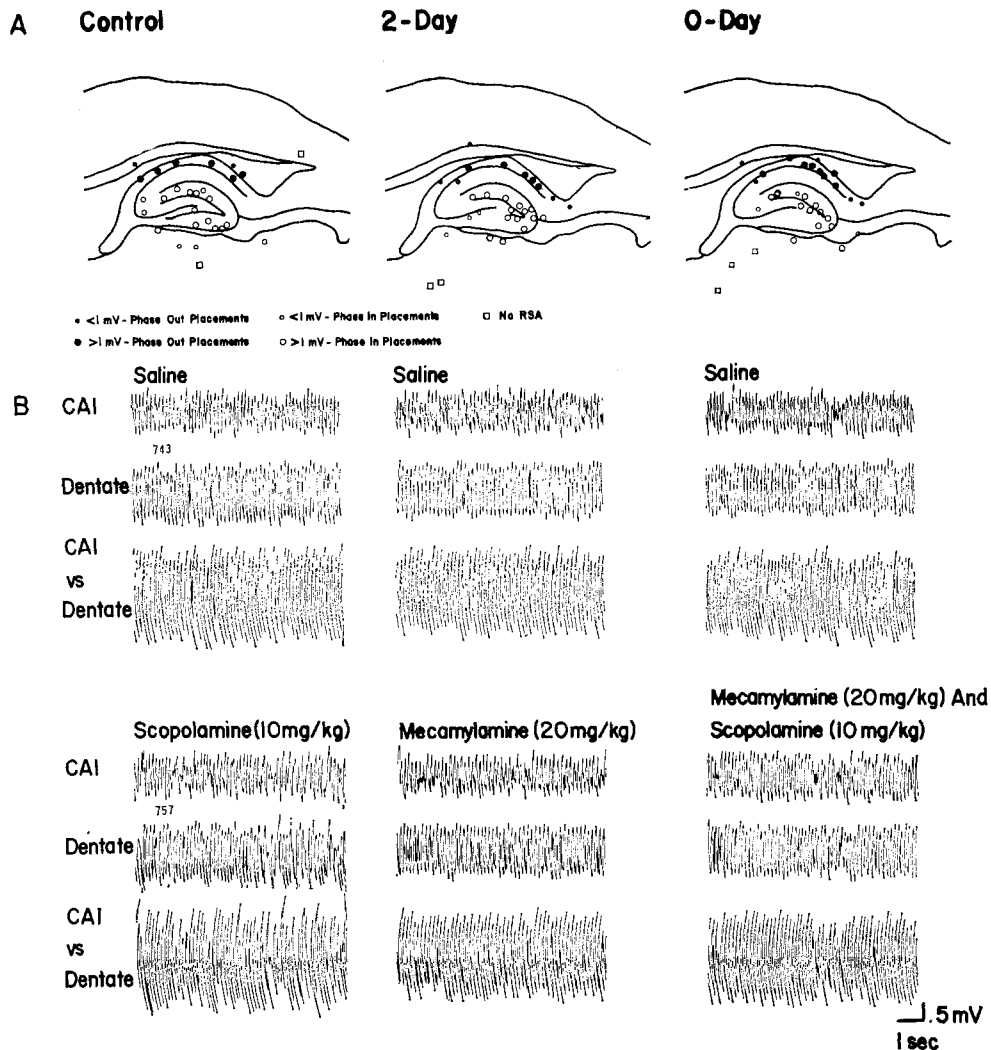 A Control 2-Day 0-Day
• <1 mV - Phase Out Placements ○ <1 mV - Phase In Placements □ No RSA
● >1 mV - Phase Out Placements ○ >1 mV - Phase In Placements
Saline Saline Saline
B CA1
743
Dentate
CA1
vs
Dentate
Mecamylamine (20mg/kg) And
Scopolamine (10mg/kg) Mecamylamine (20mg/kg) Scopolamine (10mg/kg)
CA1
757
Dentate
CA1
vs
Dentate
.5 mV
1 sec